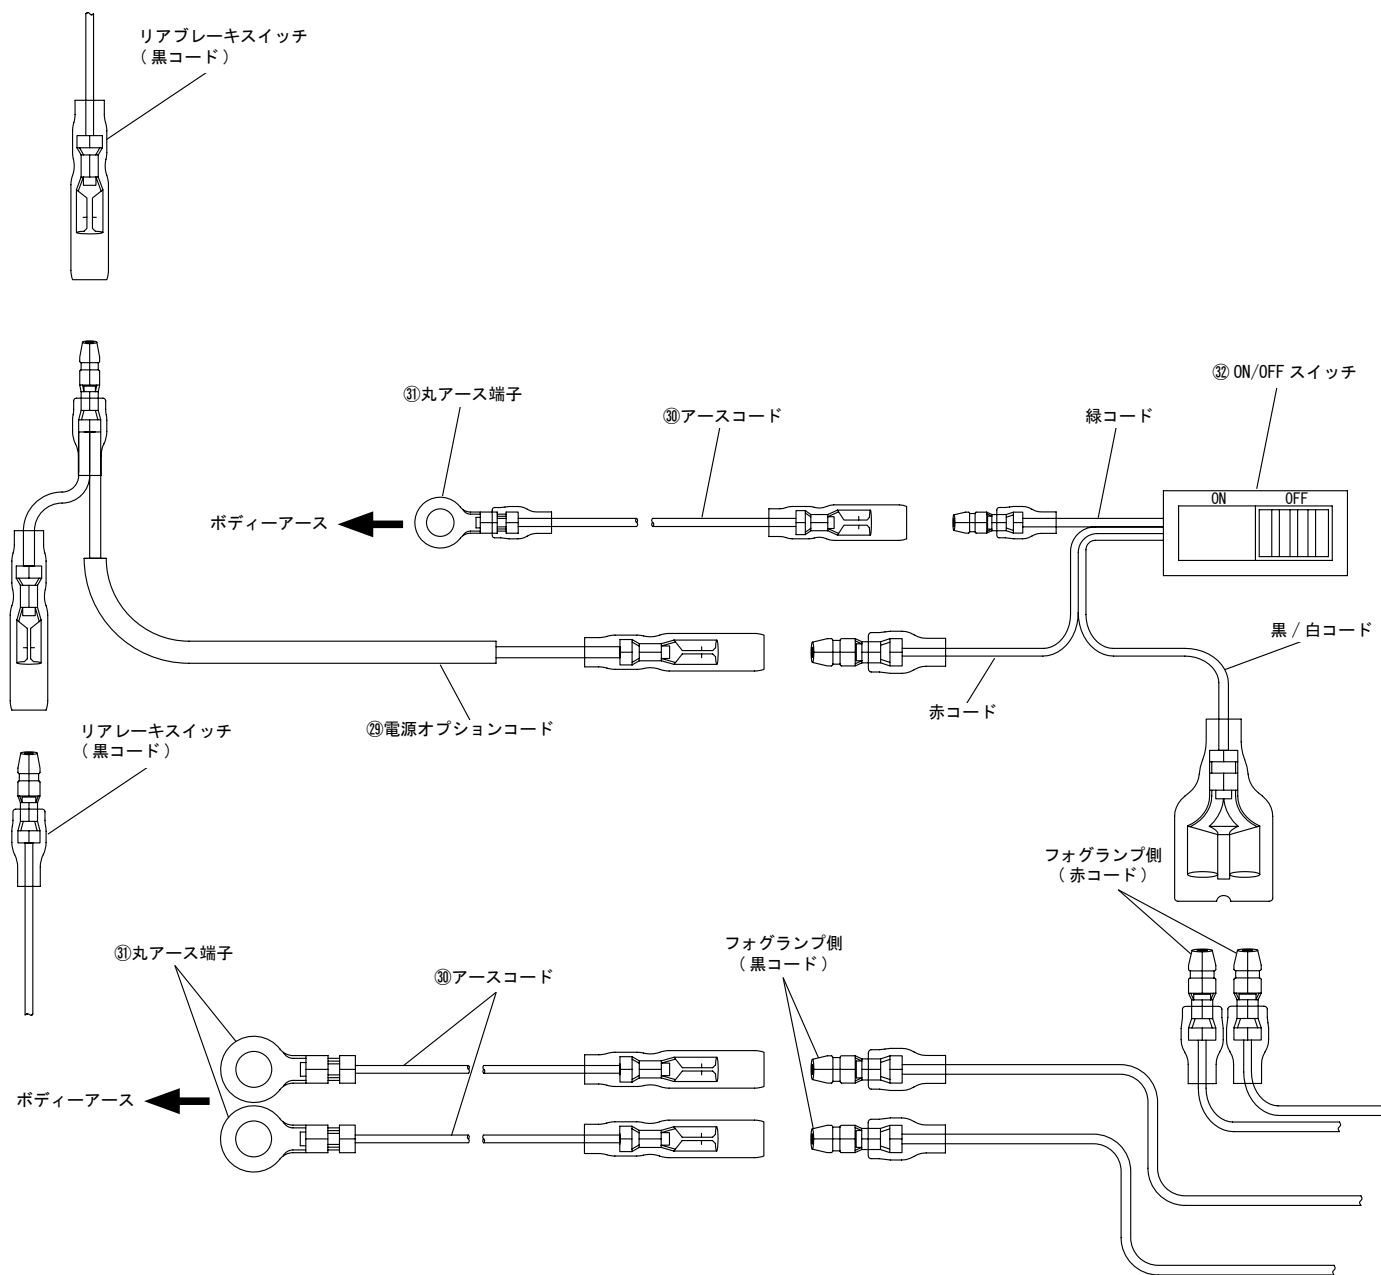 リアブレーキスイッチ
(黒コード)
㉜ON/OFF スイッチ
㉛丸アース端子
㉚アースコード
緑コード
ON
OFF
ボディーアース
黒/白コード
赤コード
㉙電源オプションコード
リアレーキスイッチ
(黒コード)
フォグランプ側
(赤コード)
㉛丸アース端子
㉚アースコード
フォグランプ側
(黒コード)
ボディーアース